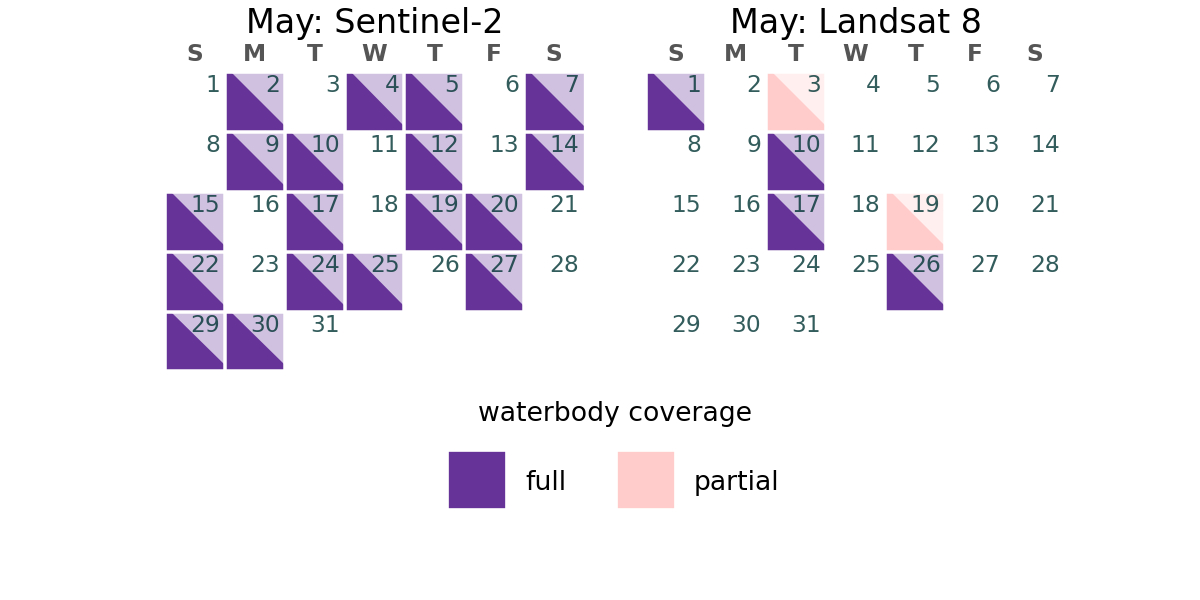 May: Sentinel-2
S M T W T F S
1 2 3 4 5 6 7
8 9 10 11 12 13 14
15 16 17 18 19 20 21
22 23 24 25 26 27 28
29 30 31
May: Landsat 8
S M T W T F S
1 2 3 4 5 6 7
8 9 10 11 12 13 14
15 16 17 18 19 20 21
22 23 24 25 26 27 28
29 30 31
waterbody coverage
full partial